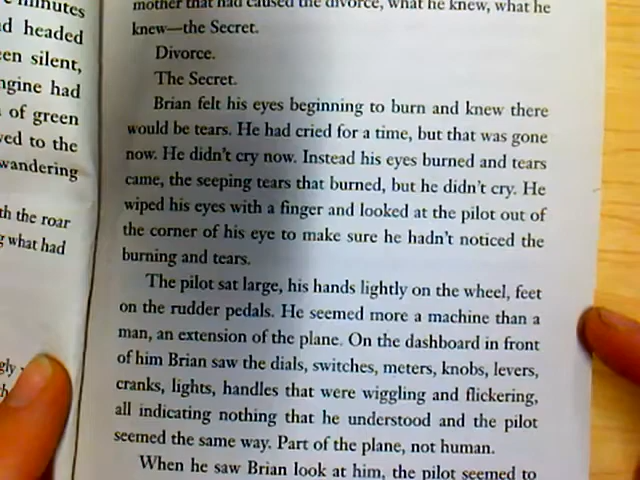 minutes
d headed
en silent,
ngine had
of green
ved to the
wandering
th the roar
what had
mother that had caused the divorce, what he knew, what he
knew—the Secret.
Divorce.
The Secret.
Brian felt his eyes beginning to burn and knew there
would be tears. He had cried for a time, but that was gone
now. He didn't cry now. Instead his eyes burned and tears
came, the seeping tears that burned, but he didn't cry. He
wiped his eyes with a finger and looked at the pilot out of
the corner of his eye to make sure he hadn't noticed the
burning and tears.
The pilot sat large, his hands lightly on the wheel, feet
on the rudder pedals. He seemed more a machine than a
man, an extension of the plane. On the dashboard in front
of him Brian saw the dials, switches, meters, knobs, levers,
cranks, lights, handles that were wiggling and flickering,
all indicating nothing that he understood and the pilot
seemed the same way. Part of the plane, not human.
When he saw Brian look at him, the pilot seemed to